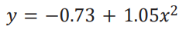 y = −0.73 + 1.05x²